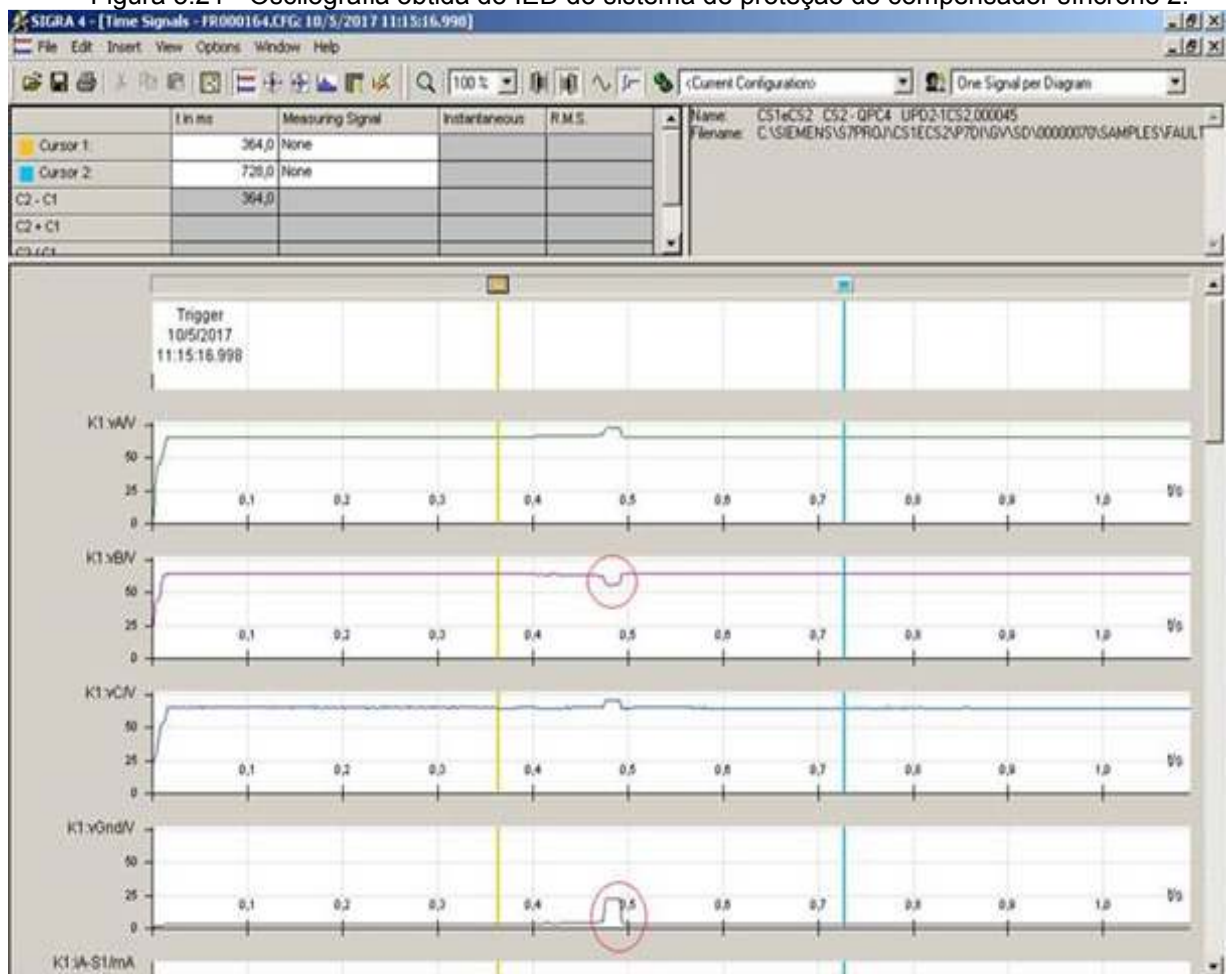 Figura 5.21 - Oscilografia obtida do IED do sistema de proteção do compensador síncrono 2.
SIGRA 4 - [Time Signals - FR000164.CFG: 10/5/2017 11:15:16.998]
File Edit Insert View Options Window Help
100 % <Current Configuration> One Signal per Diagram
t in ms Measuring Signal Instantaneous R.M.S.
Cursor 1: 364,0 None
Cursor 2: 728,0 None
C2 - C1 364,0
C2 + C1
Name: CS1eCS2 CS2-QPC4 UPD2-1CS2.000045
Filename: C:\SIEMENS\S7PROJ\CS1ECS2\P7DI\GV\SD\00000070\SAMPLES\FAULT
Trigger
10/5/2017
11:15:16.998
K1:vA/V
50
25
0
0,1 0,2 0,3 0,4 0,5 0,6 0,7 0,8 0,9 1,0 t/s
K1:vB/V
50
25
0
0,1 0,2 0,3 0,4 0,5 0,6 0,7 0,8 0,9 1,0 t/s
K1:vC/V
50
25
0
0,1 0,2 0,3 0,4 0,5 0,6 0,7 0,8 0,9 1,0 t/s
K1:vGnd/V
50
25
0
0,1 0,2 0,3 0,4 0,5 0,6 0,7 0,8 0,9 1,0 t/s
K1:iA-S1/mA